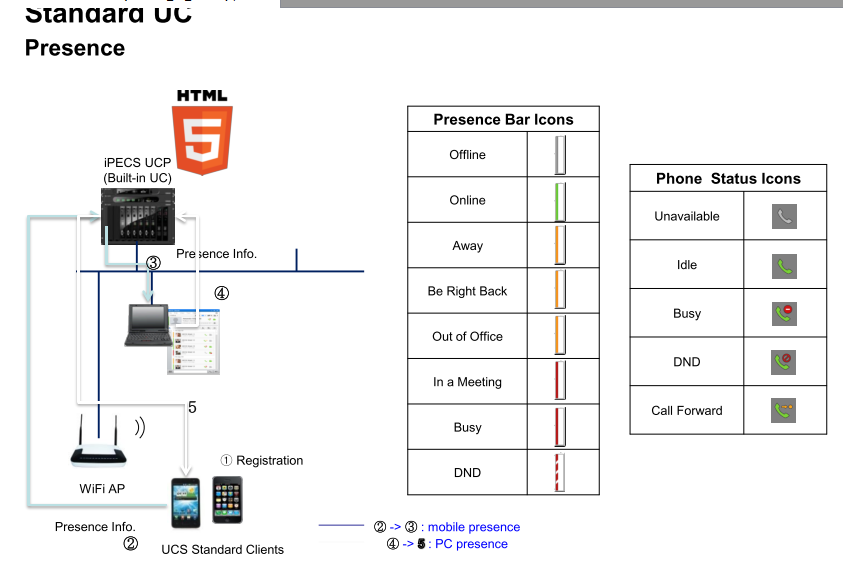 Standard UC
Presence
HTML
5
iPECS UCP
(Built-in UC)
Presence Info.
③
④
5
① Registration
WiFi AP
Presence Info.
②
UCS Standard Clients
② -> ③ : mobile presence
④ -> 5 : PC presence
Presence Bar Icons
Offline
Online
Away
Be Right Back
Out of Office
In a Meeting
Busy
DND
Phone Status Icons
Unavailable
Idle
Busy
DND
Call Forward